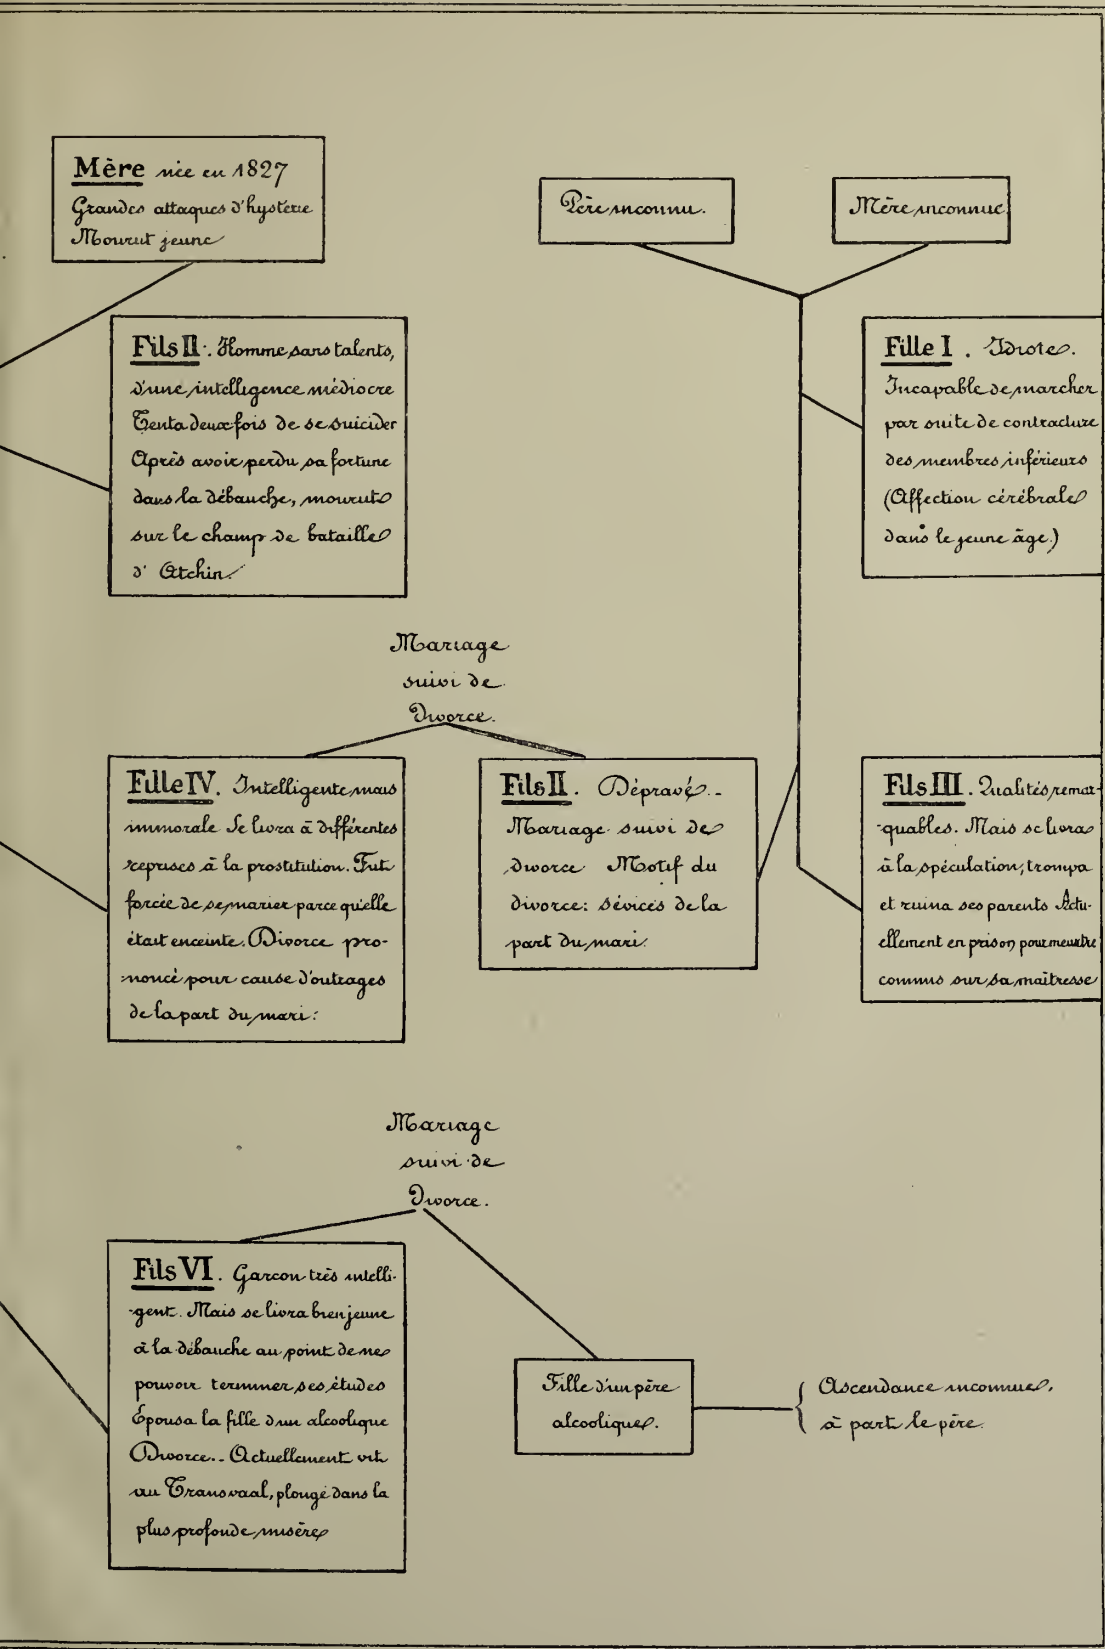 Mère née en 1827
Grandes attaques d'hystérie
Mourut jeune
Père inconnu.
Mère inconnue
Fils II. Homme sans talents,
d'une intelligence médiocre
Tenta deux fois de se suicider
Après avoir perdu sa fortune
dans la débauche, mourut
sur le champ de bataille
d'Atchin.
Fille I. Idiote.
Incapable de marcher
par suite de contracture
des membres inférieurs
(Affection cérébrale
dans le jeune âge.)
Mariage
suivi de
Divorce.
Fille IV. Intelligente, mais
immorale Se livra à différentes
reprises à la prostitution. Fut
forcée de se marier parce qu'elle
était enceinte. Divorce pro-
noncé pour cause d'outrages
de la part du mari:
Fils II. Dépravé.-
Mariage suivi de
divorce Motif du
divorce: sévices de la
part du mari.
Fils III. Qualités remar-
-quables. Mais se livra
à la spéculation, trompa
et ruina ses parents Actu-
ellement en prison pour meurtre
commis sur sa maîtresse
Mariage
suivi de
Divorce.
Fils VI. Garcon très intelli-
-gent. Mais se livra bien jeune
à la débauche au point de ne
pouvoir terminer ses études
Épousa la fille d'un alcoolique
Divorce.. Actuellement vit
au Transvaal, plongé dans la
plus profonde misère
Fille d'un père
alcoolique.
Ascendance inconnue,
à part le père.